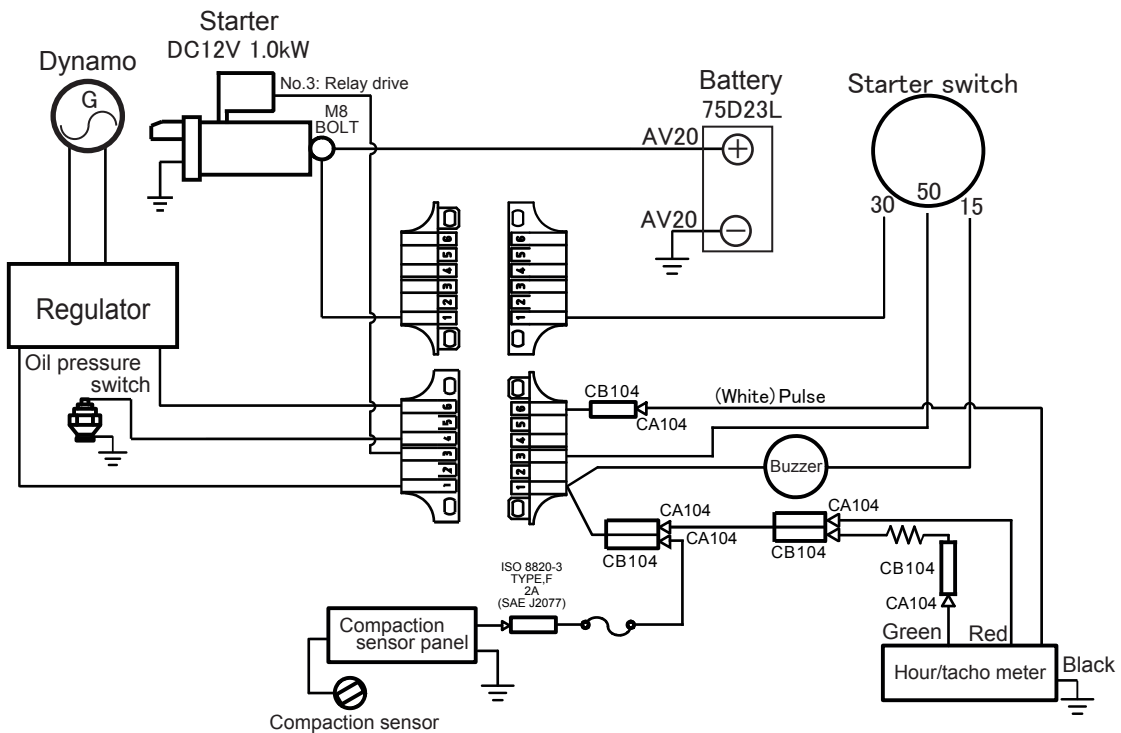 Starter
DC12V 1.0kW
Dynamo
G
No.3: Relay drive
M8
BOLT
Battery
75D23L
AV20
AV20
Starter switch
30
50
15
6
5
4
3
2
1
6
5
4
3
2
1
Regulator
Oil pressure
switch
6
5
4
3
2
1
6
5
4
3
2
1
CB104
CA104
(White) Pulse
Buzzer
CA104
CA104
CB104
CA104
CB104
CB104
CA104
ISO 8820-3
TYPE,F
2A
(SAE J2077)
Compaction
sensor panel
Compaction sensor
Green
Red
Hour/tacho meter
Black